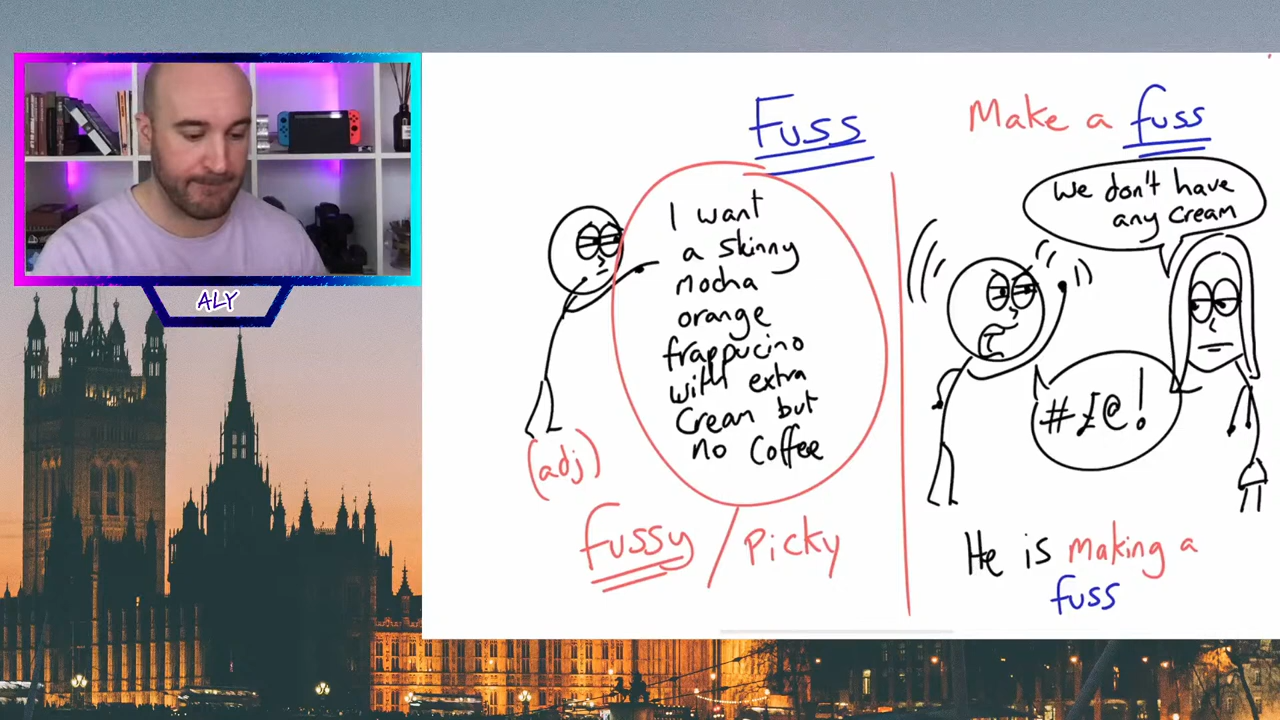 ALY
Fuss
I want
a skinny
Mocha
orange
frappucino
with extra
Cream but
no Coffee
(adj)
fussy / Picky
Make a fuss
We don't have
any cream
#£@!
He is making a
fuss